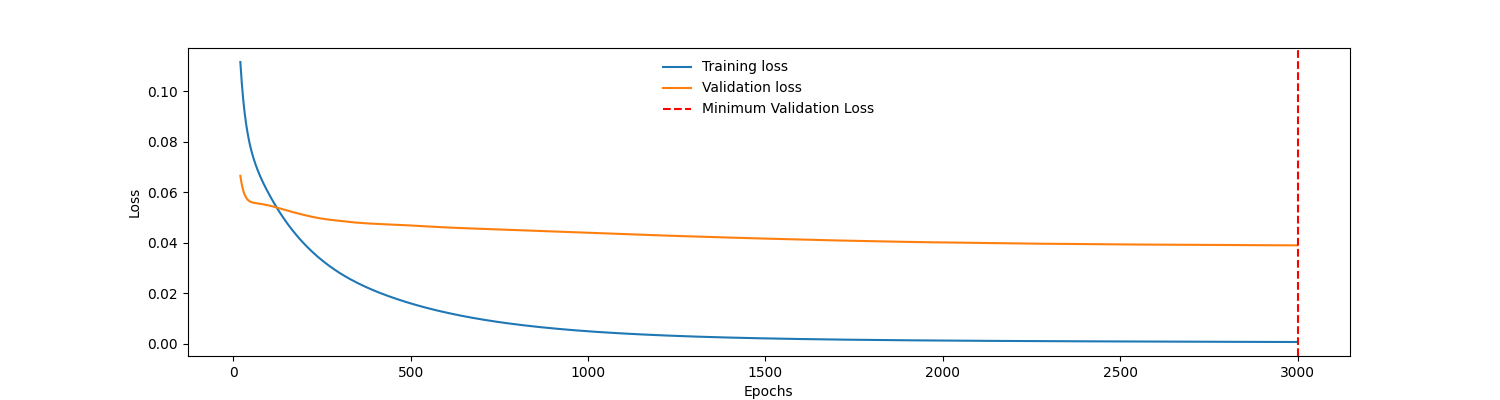 Training loss
Validation loss
Minimum Validation Loss
Loss
0.10
0.08
0.06
0.04
0.02
0.00
0 500 1000 1500 2000 2500 3000
Epochs